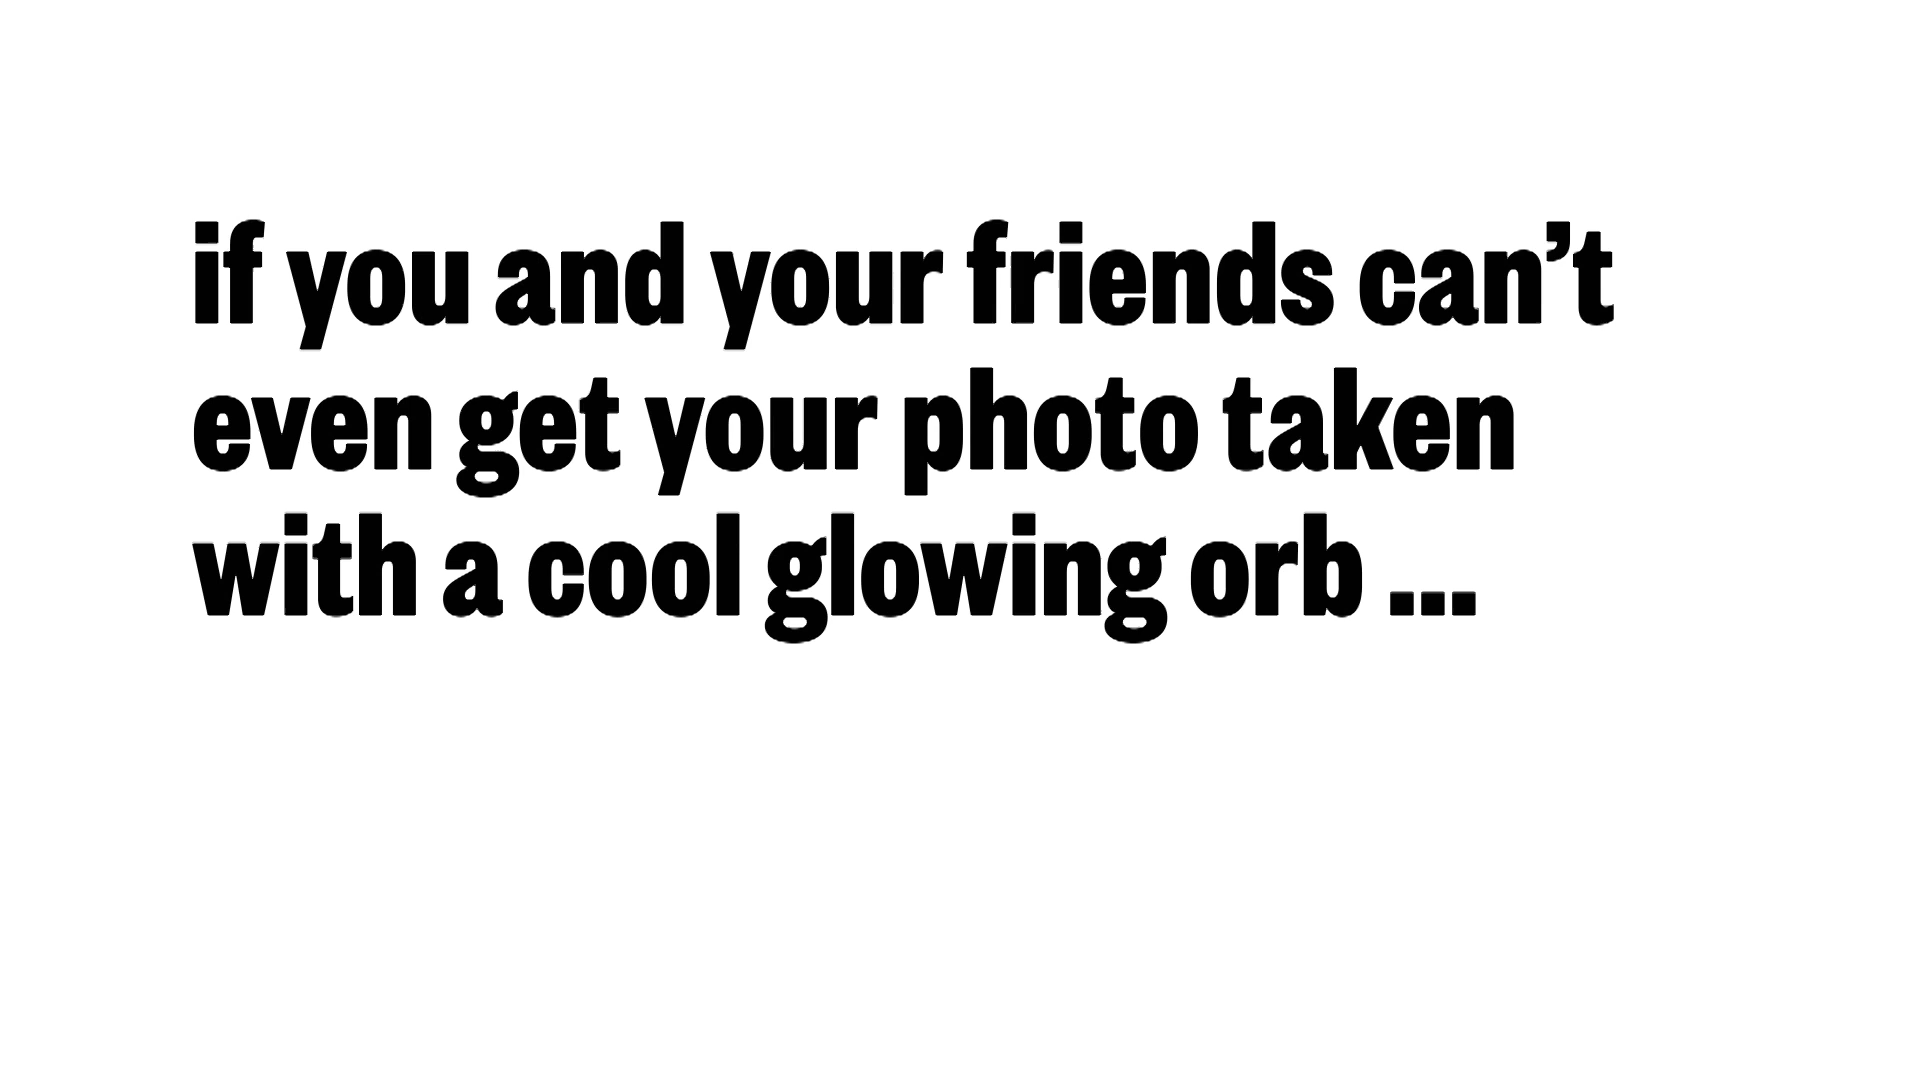 if you and your friends can’t
even get your photo taken
with a cool glowing orb ...